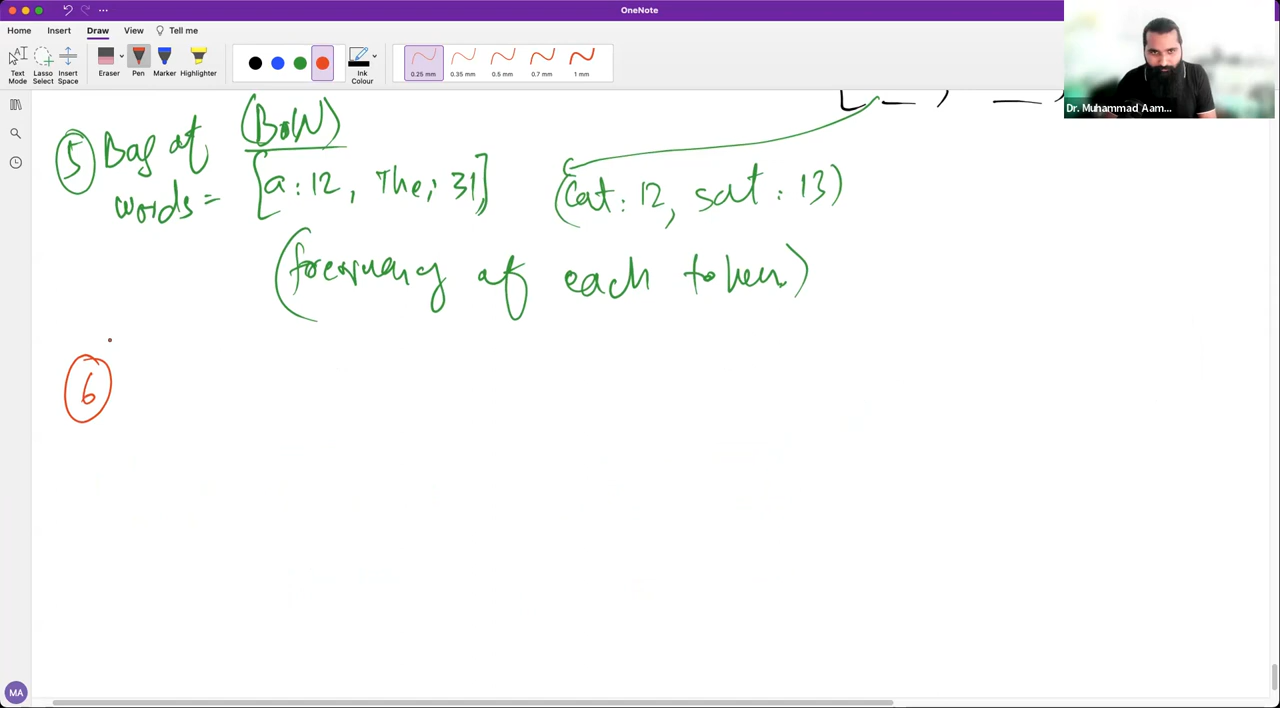 OneNote
Home Insert Draw View Tell me
Text Mode Lasso Select Insert Space Eraser Pen Marker Highlighter Ink Colour 0.25 mm 0.35 mm 0.5 mm 0.7 mm 1 mm
Dr. Muhammad Aam...
5 Bag of (BoW)
words = [a : 12, The : 31] (Cat : 12, sat : 13)
(frequency of each token)
6
MA